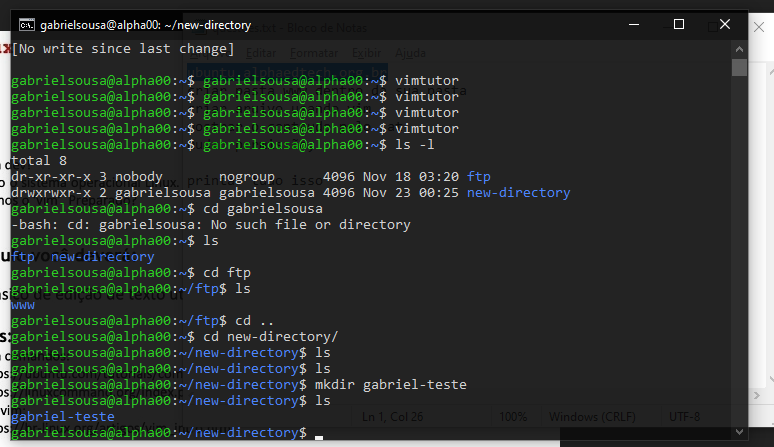 gabrielsousa@alpha00: ~/new-directory
[No write since last change]
gabrielsousa@alpha00:~$ gabrielsousa@alpha00:~$ vimtutor
gabrielsousa@alpha00:~$ gabrielsousa@alpha00:~$ vimtutor
gabrielsousa@alpha00:~$ gabrielsousa@alpha00:~$ vimtutor
gabrielsousa@alpha00:~$ gabrielsousa@alpha00:~$ vimtutor
gabrielsousa@alpha00:~$ gabrielsousa@alpha00:~$ ls -l
total 8
dr-xr-xr-x 3 nobody       nogroup      4096 Nov 18 03:20 ftp
drwxrwxr-x 2 gabrielsousa gabrielsousa 4096 Nov 23 00:25 new-directory
gabrielsousa@alpha00:~$ cd gabrielsousa
-bash: cd: gabrielsousa: No such file or directory
gabrielsousa@alpha00:~$ ls
ftp  new-directory
gabrielsousa@alpha00:~$ cd ftp
gabrielsousa@alpha00:~/ftp$ ls
www
gabrielsousa@alpha00:~/ftp$ cd ..
gabrielsousa@alpha00:~$ cd new-directory/
gabrielsousa@alpha00:~/new-directory$ ls
gabrielsousa@alpha00:~/new-directory$ ls
gabrielsousa@alpha00:~/new-directory$ mkdir gabriel-teste
gabrielsousa@alpha00:~/new-directory$ ls
gabriel-teste
gabrielsousa@alpha00:~/new-directory$
Bloco de Notas
Editar Formatar Exibir Ajuda
Ln 1, Col 26 100% Windows (CRLF) UTF-8